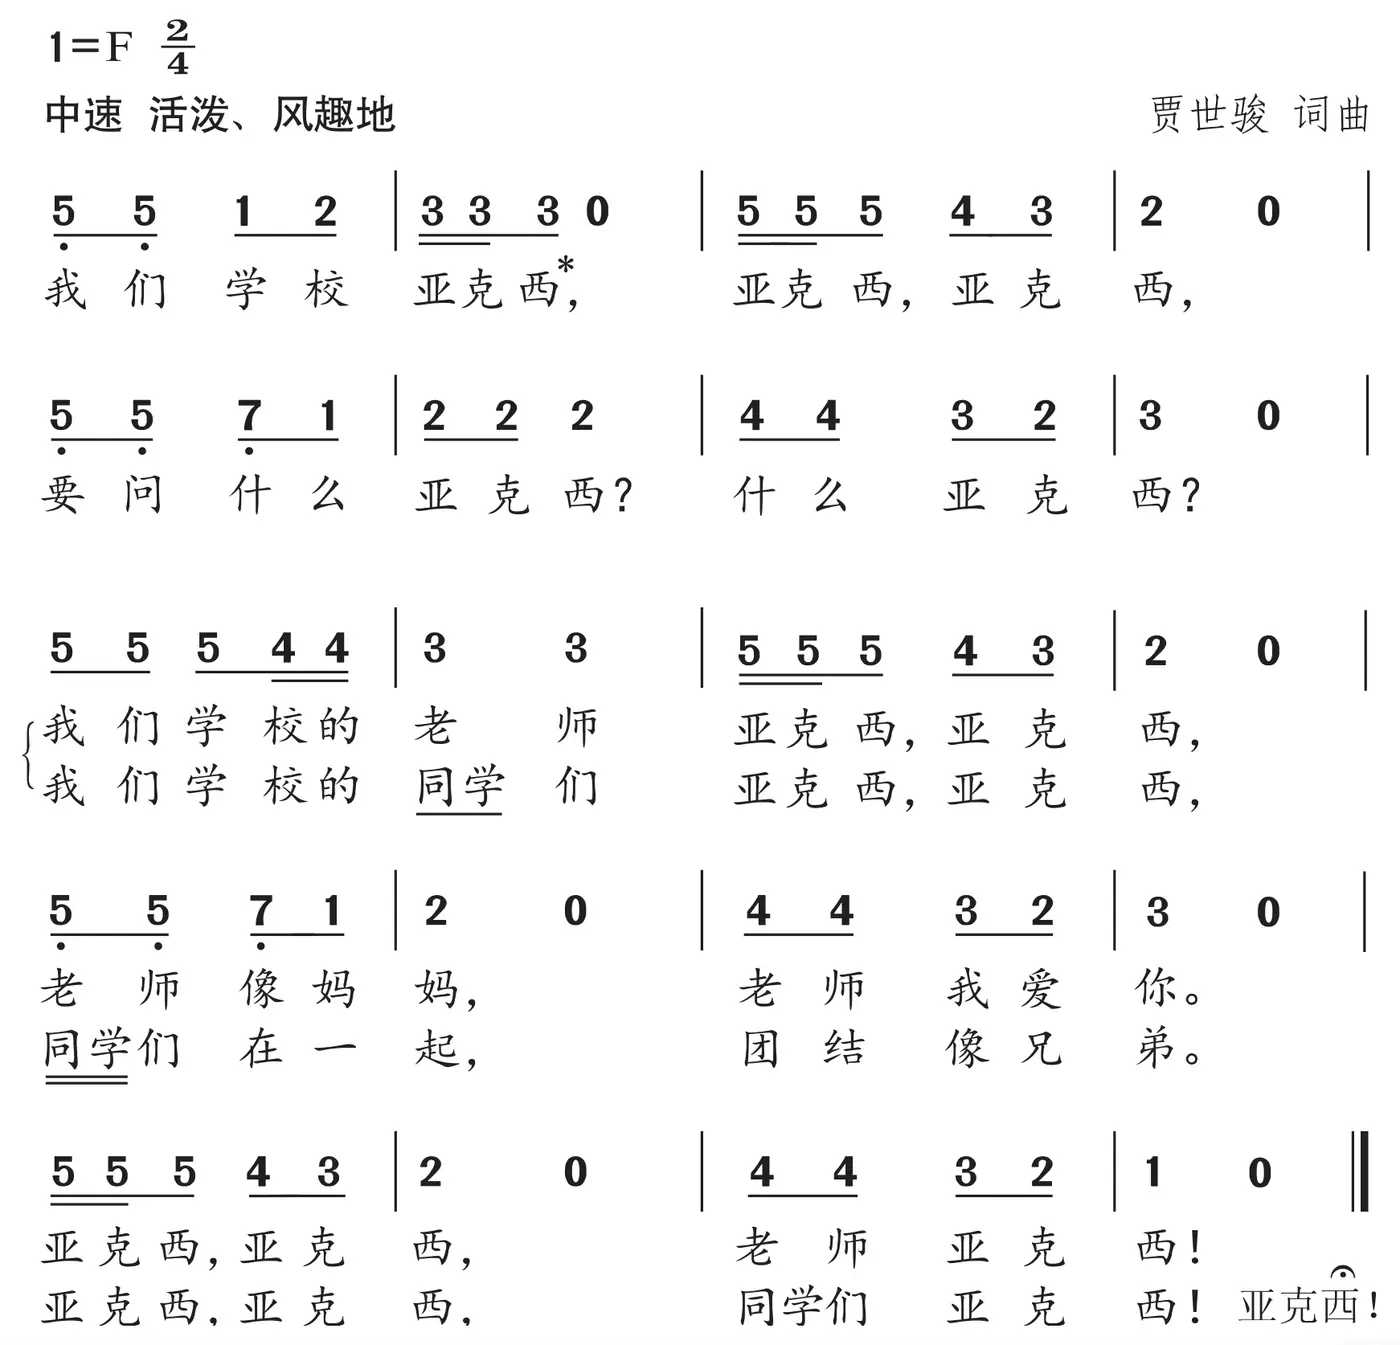 1=F 2/4
中速 活泼、风趣地
贾世骏 词曲
5 5 1 2 | 3 3 3 0 | 5 5 5 4 3 | 2 0 |
我们学校 亚克西*, 亚克西,亚克 西,
5 5 7 1 | 2 2 2 | 4 4 3 2 | 3 0 |
要问什么 亚克西? 什么亚克 西?
5 5 5 4 4 | 3 3 | 5 5 5 4 3 | 2 0 |
我们学校的 老师 亚克西,亚克 西,
我们学校的 同学们 亚克西,亚克 西,
5 5 7 1 | 2 0 | 4 4 3 2 | 3 0 |
老师像妈 妈, 老师我爱 你。
同学们在一 起, 团结像兄 弟。
5 5 5 4 3 | 2 0 | 4 4 3 2 | 1 0
亚克西,亚克 西, 老师亚克 西!
亚克西,亚克 西, 同学们亚克 西! 亚克西!